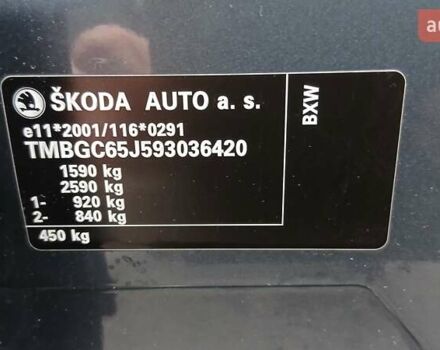 au
ŠKODA AUTO a. s.
e11*2001/116*0291
TMBGC65J593036420
1590 kg
2590 kg
1- 920 kg
2- 840 kg
450 kg
BXW